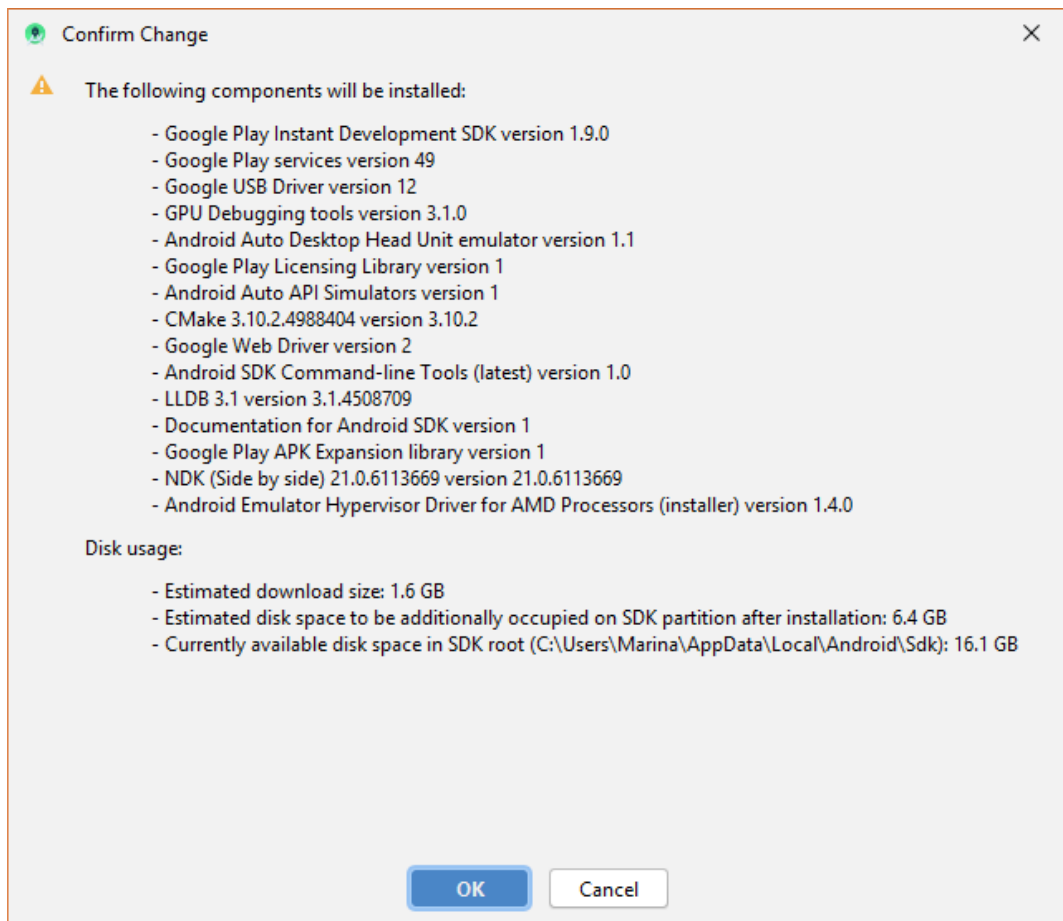 Confirm Change
The following components will be installed:
- Google Play Instant Development SDK version 1.9.0
- Google Play services version 49
- Google USB Driver version 12
- GPU Debugging tools version 3.1.0
- Android Auto Desktop Head Unit emulator version 1.1
- Google Play Licensing Library version 1
- Android Auto API Simulators version 1
- CMake 3.10.2.4988404 version 3.10.2
- Google Web Driver version 2
- Android SDK Command-line Tools (latest) version 1.0
- LLDB 3.1 version 3.1.4508709
- Documentation for Android SDK version 1
- Google Play APK Expansion library version 1
- NDK (Side by side) 21.0.6113669 version 21.0.6113669
- Android Emulator Hypervisor Driver for AMD Processors (installer) version 1.4.0
Disk usage:
- Estimated download size: 1.6 GB
- Estimated disk space to be additionally occupied on SDK partition after installation: 6.4 GB
- Currently available disk space in SDK root (C:\Users\Marina\AppData\Local\Android\Sdk): 16.1 GB
OK
Cancel